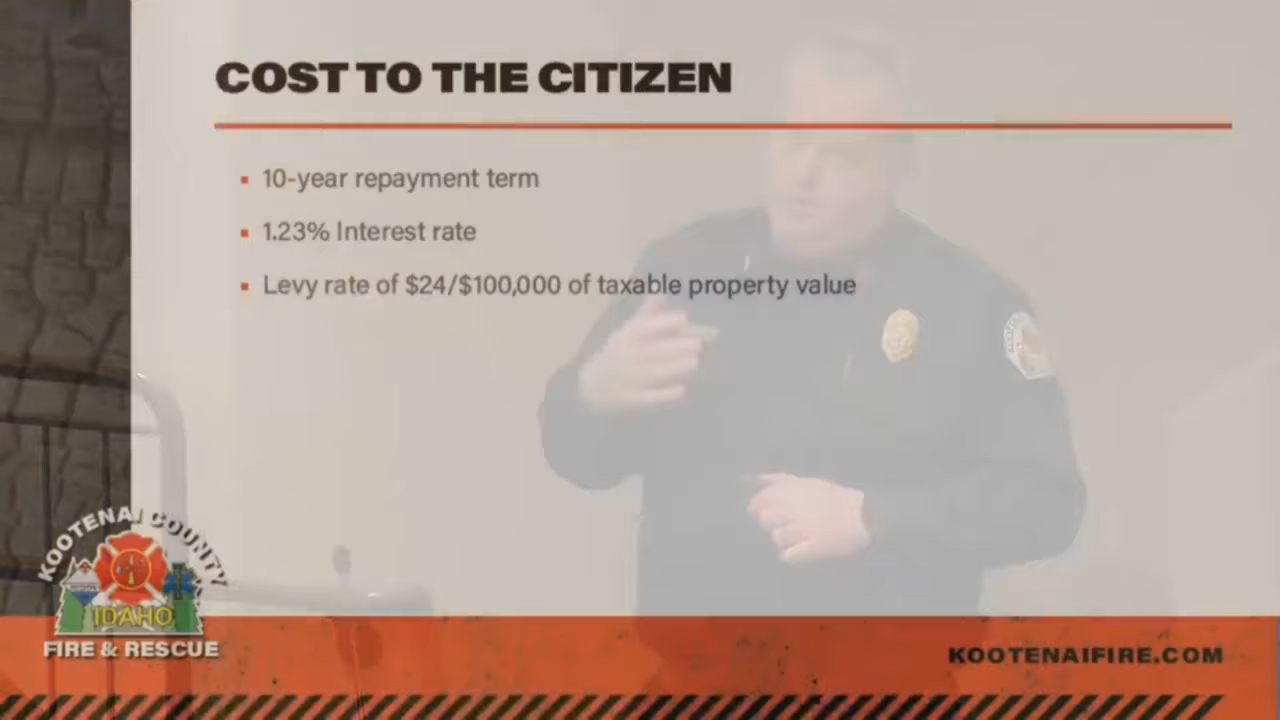 COST TO THE CITIZEN
10-year repayment term
1.23% Interest rate
Levy rate of $24/$100,000 of taxable property value
KOOTENAI COUNTY
IDAHO
FIRE & RESCUE
KOOTENAIFIRE.COM